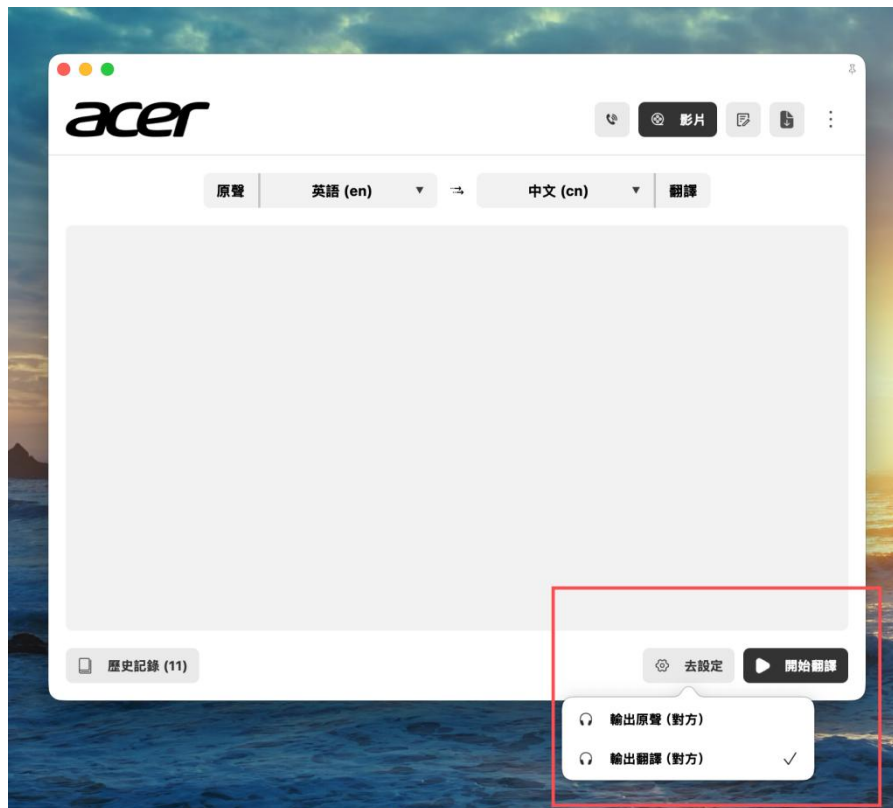 acer
影片
原聲 英語 (en) 中文 (cn) 翻譯
歷史記錄 (11) 去設定 開始翻譯
輸出原聲 (對方)
輸出翻譯 (對方)